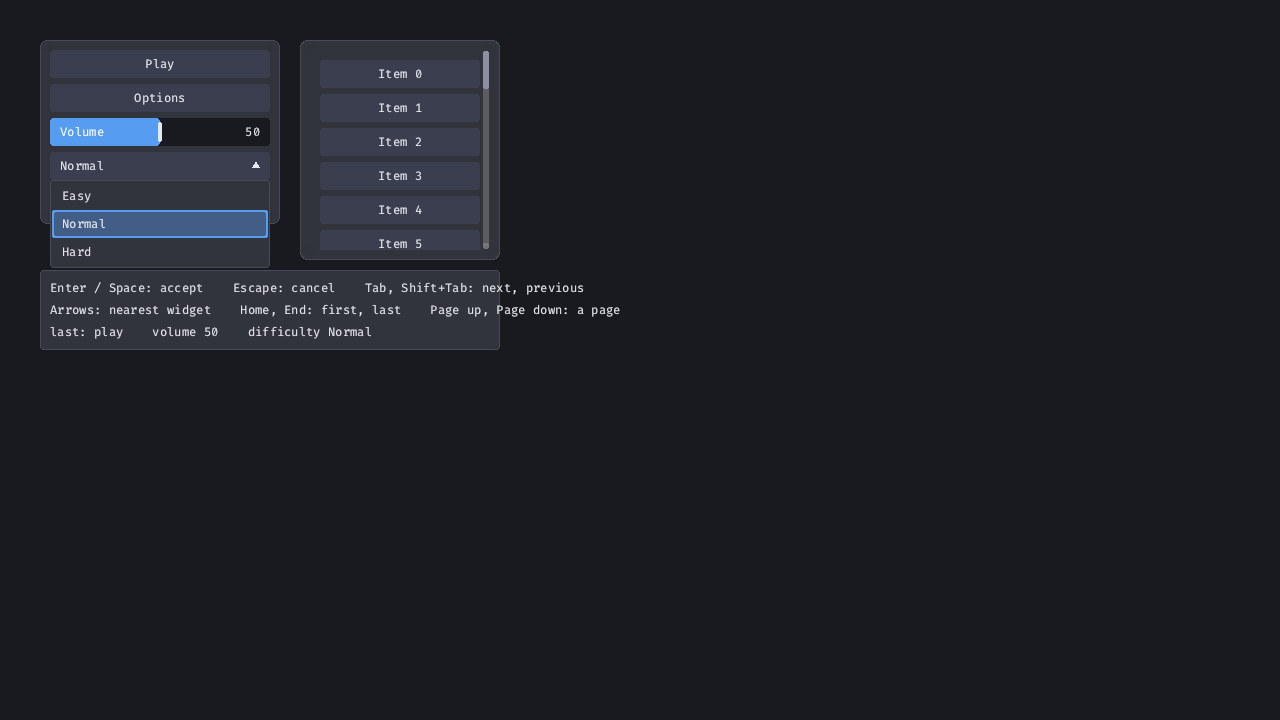 Play
Options
Volume 50
Normal
Easy
Normal
Hard
Item 0
Item 1
Item 2
Item 3
Item 4
Item 5
Enter / Space: accept    Escape: cancel    Tab, Shift+Tab: next, previous
Arrows: nearest widget    Home, End: first, last    Page up, Page down: a page
last: play    volume 50    difficulty Normal